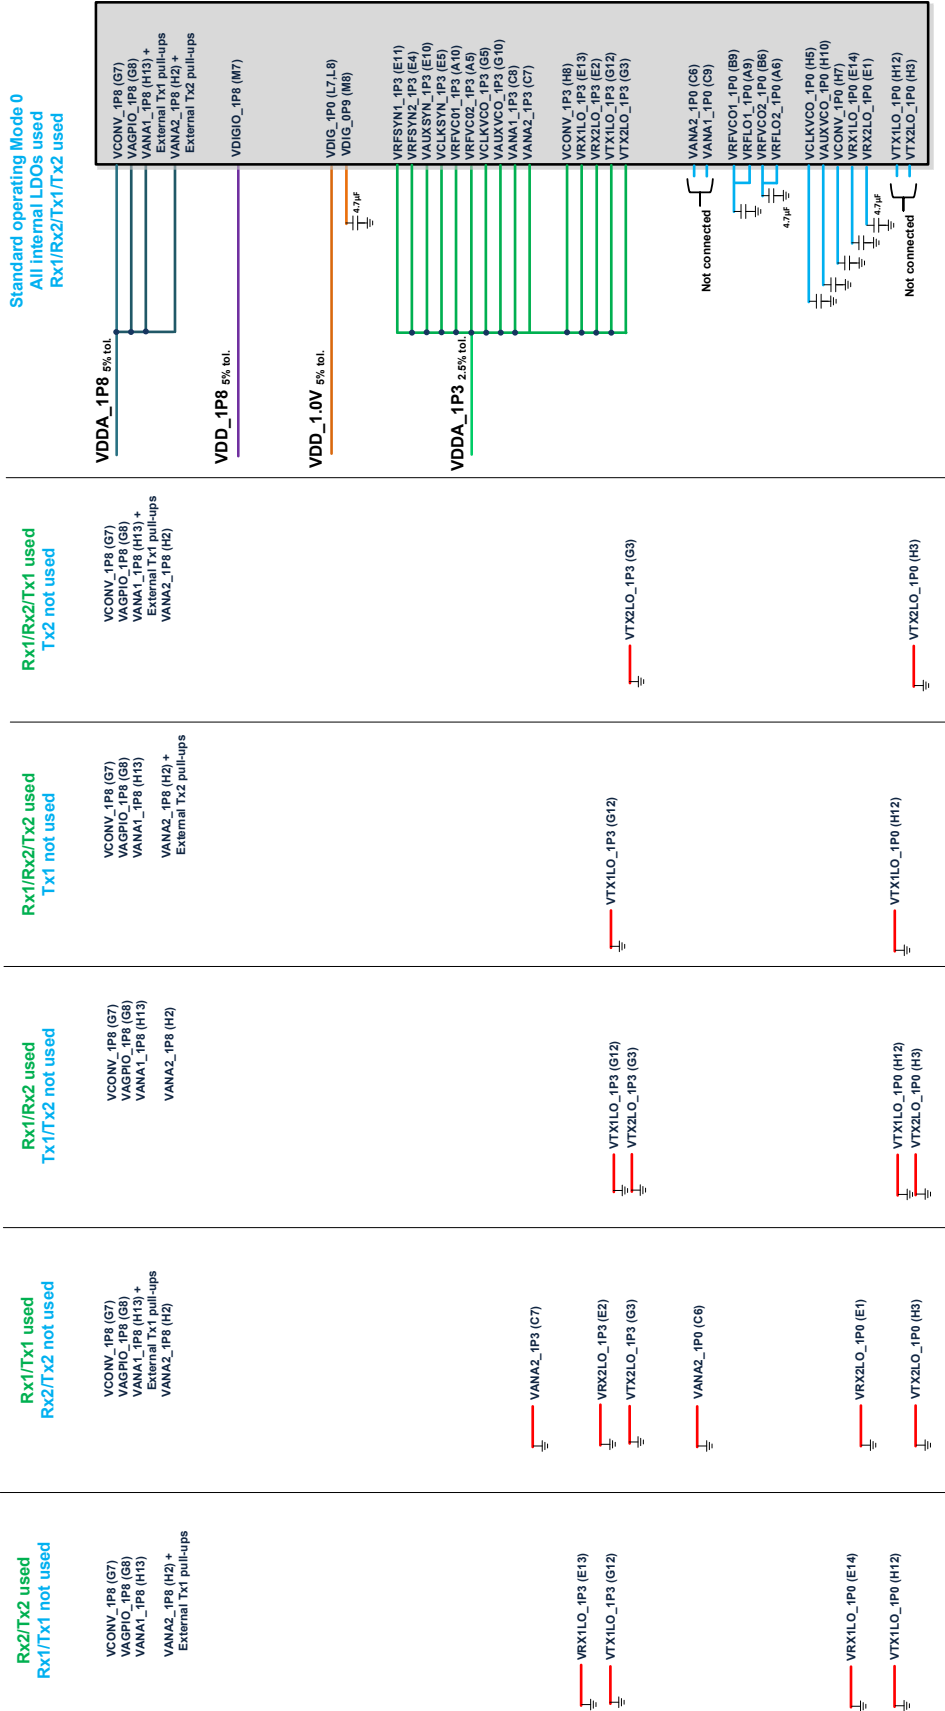 Standard operating Mode 0
All internal LDOs used
Rx1/Rx2/Tx1/Tx2 used
VCONV_1P8 (G7)
VAGPIO_1P8 (G8)
VANA1_1P8 (H13) +
External Tx1 pull-ups
VANA2_1P8 (H2) +
External Tx2 pull-ups
VDIGIO_1P8 (M7)
VDIG_1P0 (L7,L8)
VDIG_0P9 (M8)
VRFSYN1_1P3 (E11)
VRFSYN2_1P3 (E4)
VAUXSYN_1P3 (E10)
VCLKSYN_1P3 (E5)
VRFVC01_1P3 (A10)
VRFVC02_1P3 (A5)
VCLKVCO_1P3 (G5)
VAUXVCO_1P3 (G10)
VANA1_1P3 (C8)
VANA2_1P3 (C7)
VCONV_1P3 (H8)
VRX1LO_1P3 (E13)
VRX2LO_1P3 (E2)
VTX1LO_1P3 (G12)
VTX2LO_1P3 (G3)
VANA2_1P0 (C6)
VANA1_1P0 (C9)
VRFVCO1_1P0 (B9)
VRFLO1_1P0 (A9)
VRFVCO2_1P0 (B6)
VRFLO2_1P0 (A6)
VCLKVCO_1P0 (H5)
VAUXVCO_1P0 (H10)
VCONV_1P0 (H7)
VRX1LO_1P0 (E14)
VRX2LO_1P0 (E1)
VTX1LO_1P0 (H12)
VTX2LO_1P0 (H3)
4.7µF
4.7µF
4.7µF
Not connected
Not connected
VDDA_1P8 5% tol.
VDD_1P8 5% tol.
VDD_1.0V 5% tol.
VDDA_1P3 2.5% tol.
Rx1/Rx2/Tx1 used
Tx2 not used
VCONV_1P8 (G7)
VAGPIO_1P8 (G8)
VANA1_1P8 (H13) +
External Tx1 pull-ups
VANA2_1P8 (H2)
VTX2LO_1P3 (G3)
VTX2LO_1P0 (H3)
Rx1/Rx2/Tx2 used
Tx1 not used
VCONV_1P8 (G7)
VAGPIO_1P8 (G8)
VANA1_1P8 (H13)
VANA2_1P8 (H2) +
External Tx2 pull-ups
VTX1LO_1P3 (G12)
VTX1LO_1P0 (H12)
Rx1/Rx2 used
Tx1/Tx2 not used
VCONV_1P8 (G7)
VAGPIO_1P8 (G8)
VANA1_1P8 (H13)
VANA2_1P8 (H2)
VTX1LO_1P3 (G12)
VTX2LO_1P3 (G3)
VTX1LO_1P0 (H12)
VTX2LO_1P0 (H3)
Rx1/Tx1 used
Rx2/Tx2 not used
VCONV_1P8 (G7)
VAGPIO_1P8 (G8)
VANA1_1P8 (H13) +
External Tx1 pull-ups
VANA2_1P8 (H2)
VANA2_1P3 (C7)
VRX2LO_1P3 (E2)
VTX2LO_1P3 (G3)
VANA2_1P0 (C6)
VRX2LO_1P0 (E1)
VTX2LO_1P0 (H3)
Rx2/Tx2 used
Rx1/Tx1 not used
VCONV_1P8 (G7)
VAGPIO_1P8 (G8)
VANA1_1P8 (H13)
VANA2_1P8 (H2) +
External Tx1 pull-ups
VRX1LO_1P3 (E13)
VTX1LO_1P3 (G12)
VRX1LO_1P0 (E14)
VTX1LO_1P0 (H12)